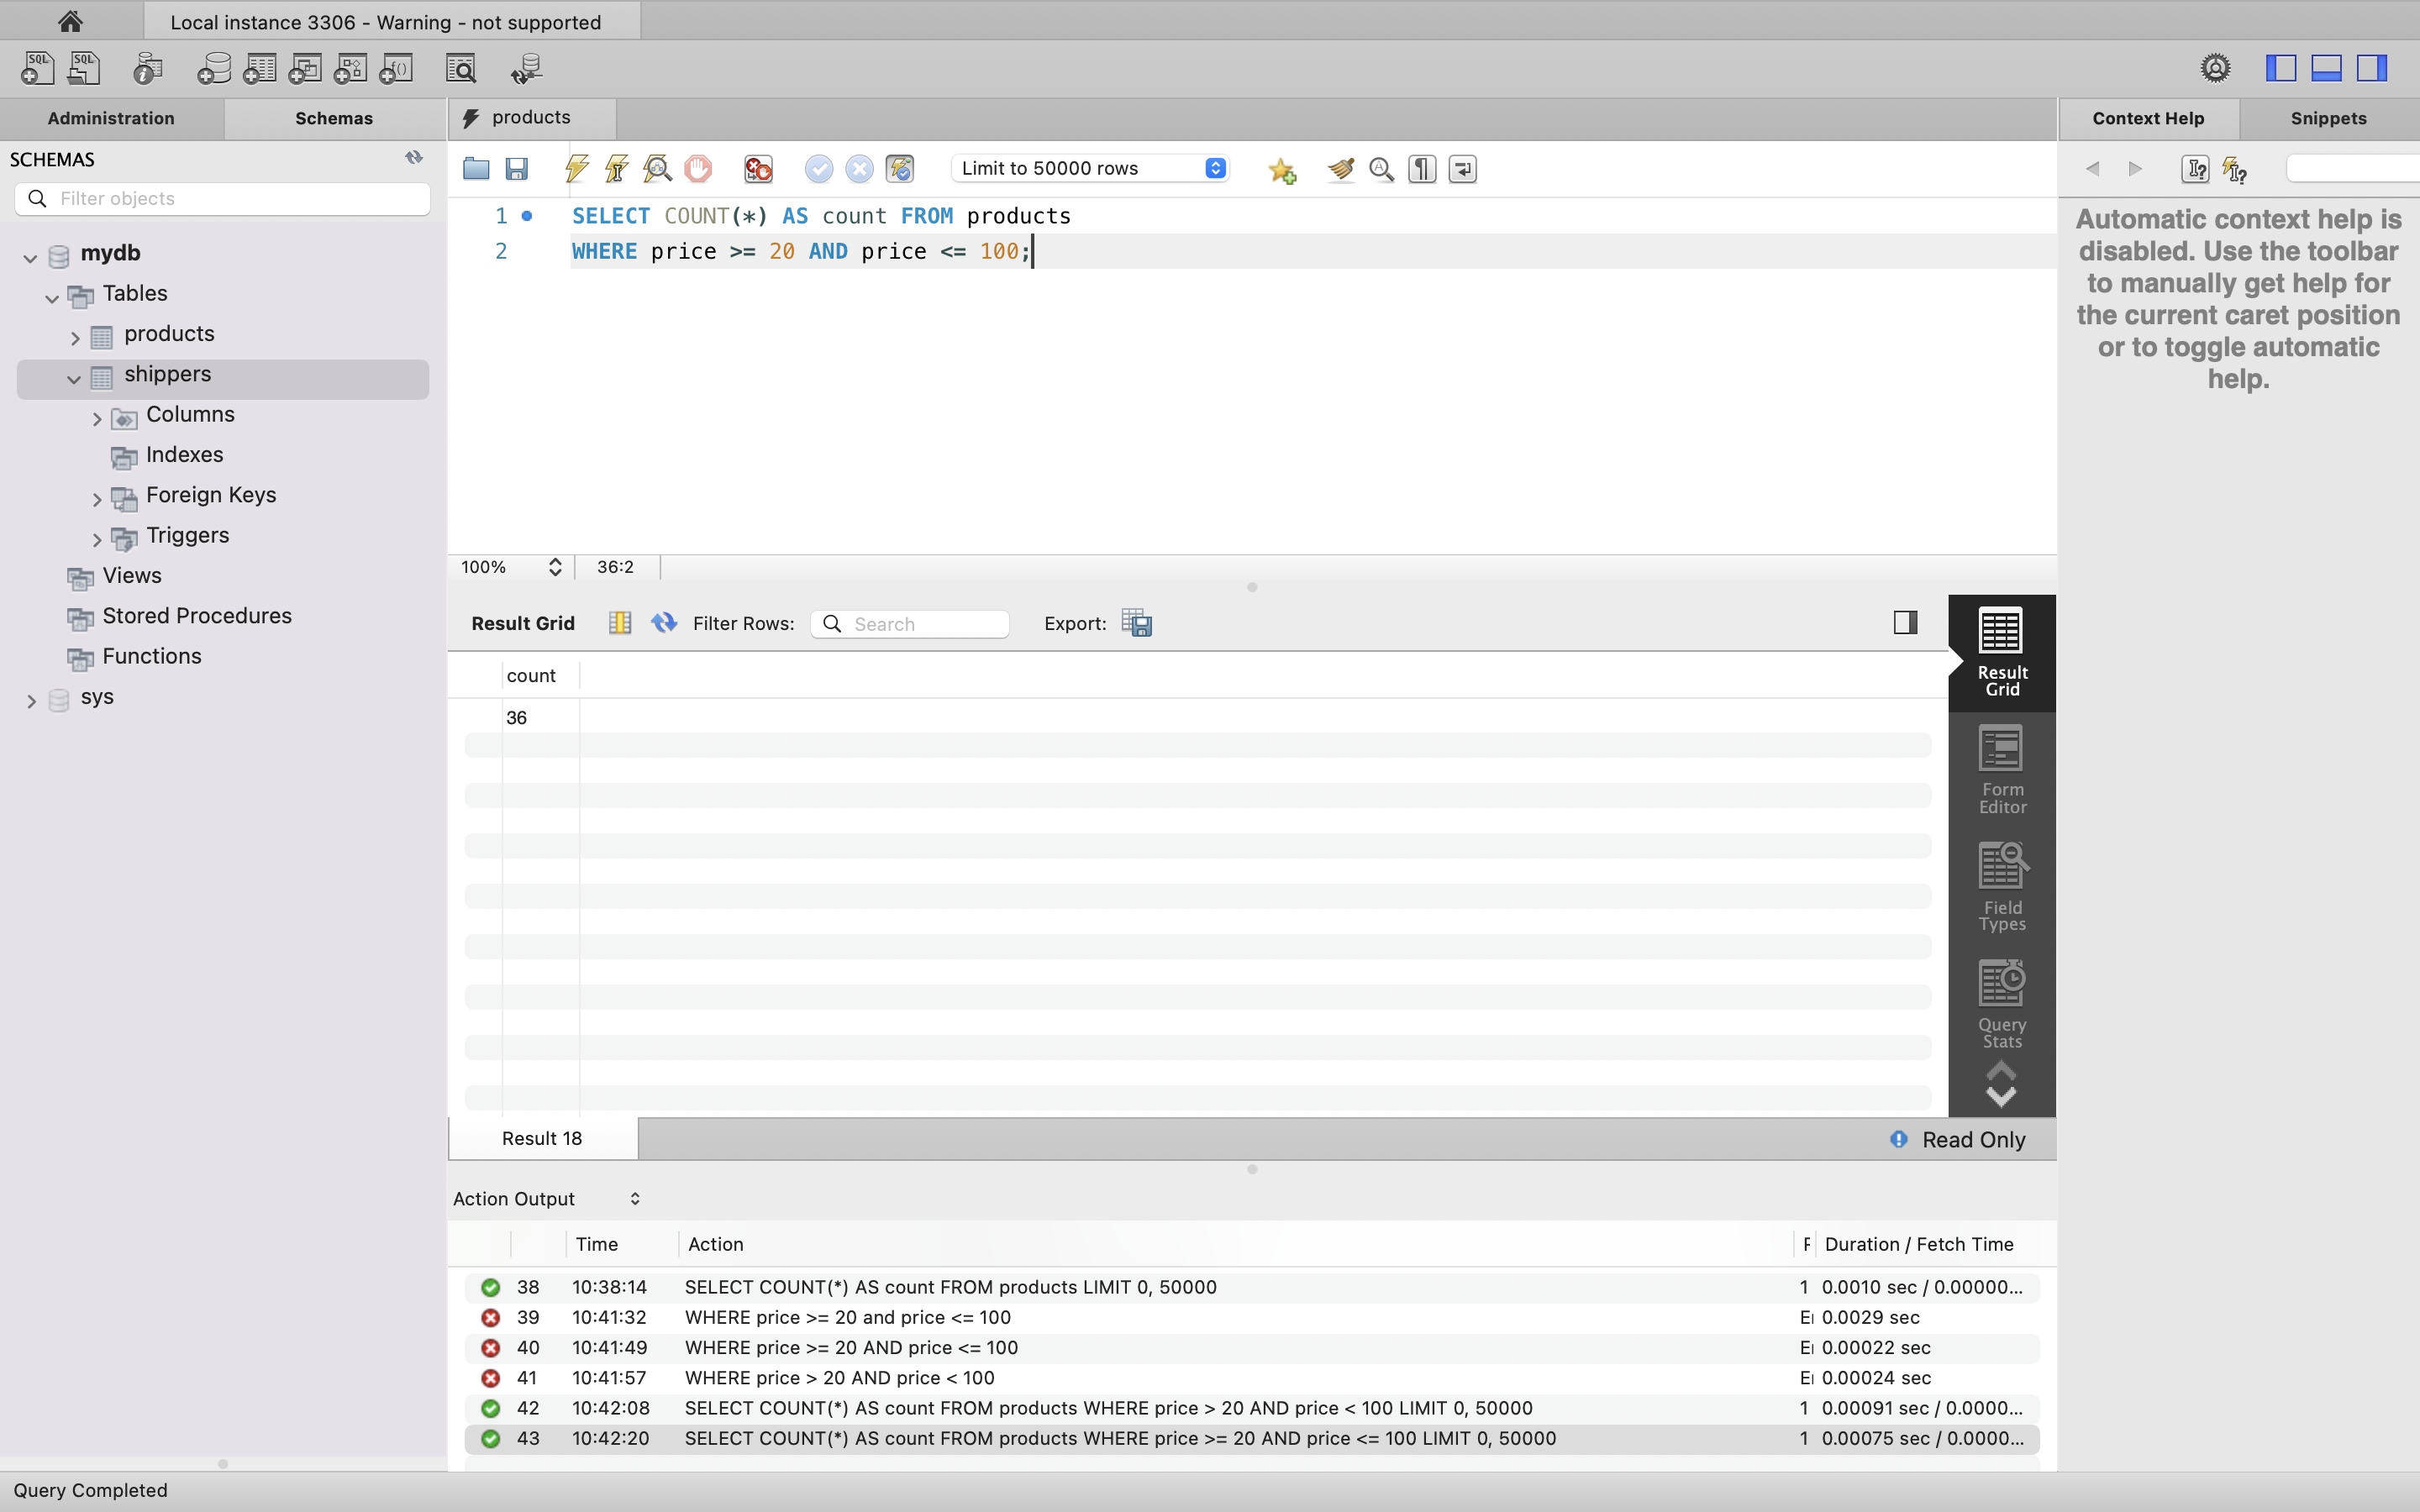 Local instance 3306 - Warning - not supported
SQL
SQL
Administration
Schemas
products
Context Help
Snippets
SCHEMAS
Filter objects
Limit to 50000 rows
mydb
Tables
products
shippers
Columns
Indexes
Foreign Keys
Triggers
Views
Stored Procedures
Functions
sys
1 SELECT COUNT(*) AS count FROM products
2 WHERE price >= 20 AND price <= 100;
Automatic context help is
disabled. Use the toolbar
to manually get help for
the current caret position
or to toggle automatic
help.
100%
36:2
Result Grid
Filter Rows:
Search
Export:
count
36
Result
Grid
Form
Editor
Field
Types
Query
Stats
Result 18
Read Only
Action Output
Time Action Duration / Fetch Time
38 10:38:14 SELECT COUNT(*) AS count FROM products LIMIT 0, 50000 1 0.0010 sec / 0.00000...
39 10:41:32 WHERE price >= 20 and price <= 100 0.0029 sec
40 10:41:49 WHERE price >= 20 AND price <= 100 0.00022 sec
41 10:41:57 WHERE price > 20 AND price < 100 0.00024 sec
42 10:42:08 SELECT COUNT(*) AS count FROM products WHERE price > 20 AND price < 100 LIMIT 0, 50000 1 0.00091 sec / 0.0000...
43 10:42:20 SELECT COUNT(*) AS count FROM products WHERE price >= 20 AND price <= 100 LIMIT 0, 50000 1 0.00075 sec / 0.0000...
Query Completed